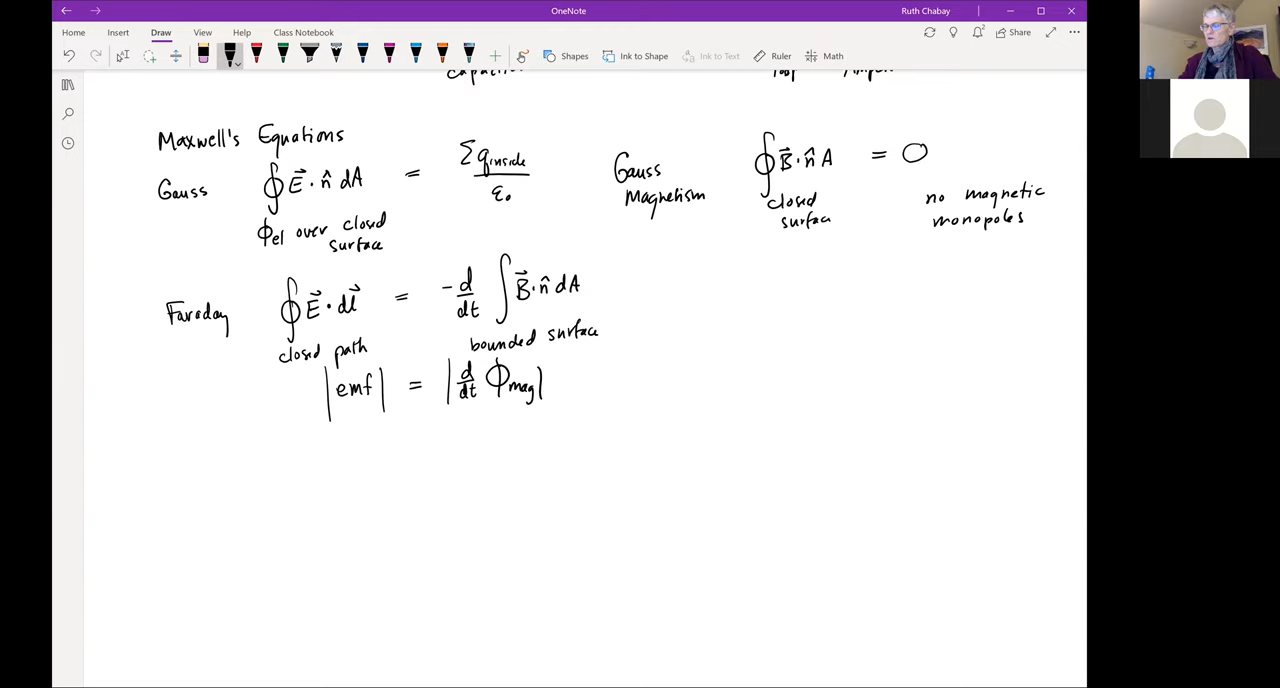 OneNote
Ruth Chabay
Home Insert Draw View Help Class Notebook
Share
Shapes Ink to Shape Ink to Text Ruler Math
Maxwell's Equations
Gauss ∮ E⃗ · n̂ dA = Σ q inside / ε₀
Φel over closed surface
Gauss Magnetism ∮ B⃗ · n̂ A = 0
closed surface
no magnetic monopoles
Faraday ∮ E⃗ · dl⃗ = - d/dt ∫ B⃗ · n̂ dA
closed path
bounded surface
|emf| = | d/dt Φmag |